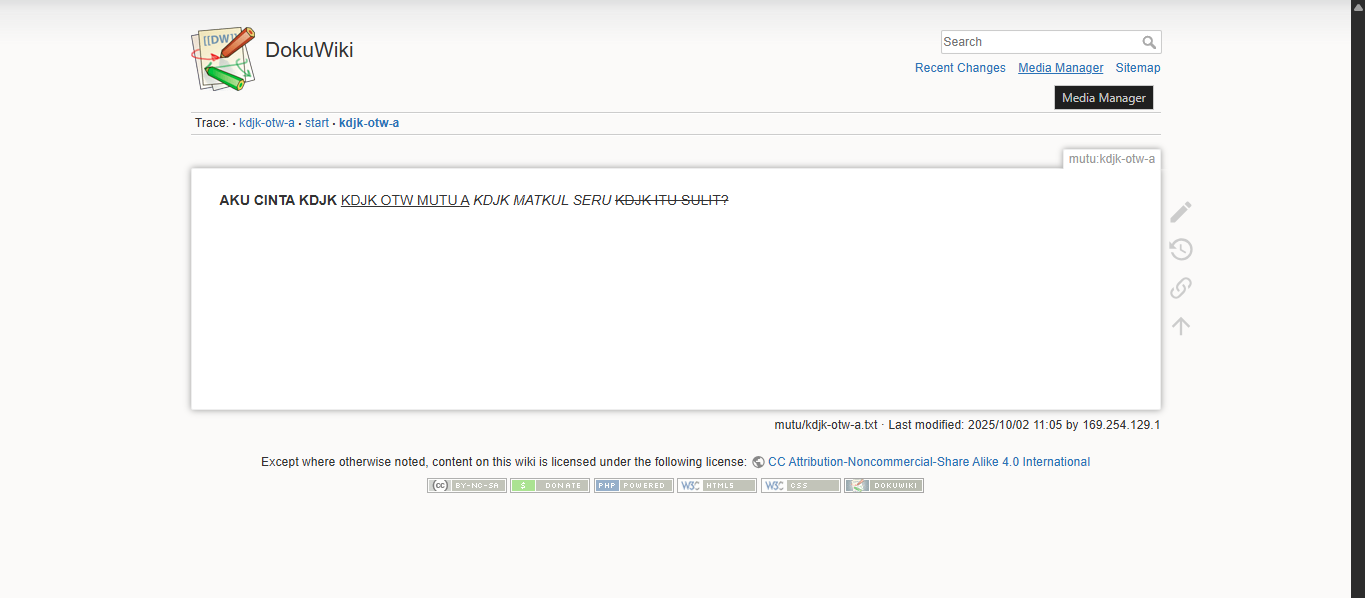 [[DW]]
DokuWiki
Search
Recent Changes Media Manager Sitemap
Media Manager
Trace: • kdjk-otw-a • start • kdjk-otw-a
mutu:kdjk-otw-a
AKU CINTA KDJK KDJK OTW MUTU A KDJK MATKUL SERU KDJK ITU SULIT?
mutu/kdjk-otw-a.txt · Last modified: 2025/10/02 11:05 by 169.254.129.1
Except where otherwise noted, content on this wiki is licensed under the following license: CC Attribution-Noncommercial-Share Alike 4.0 International
(cc) BY-NC-SA $ DONATE PHP POWERED W3C HTML5 W3C CSS DOKUWIKI